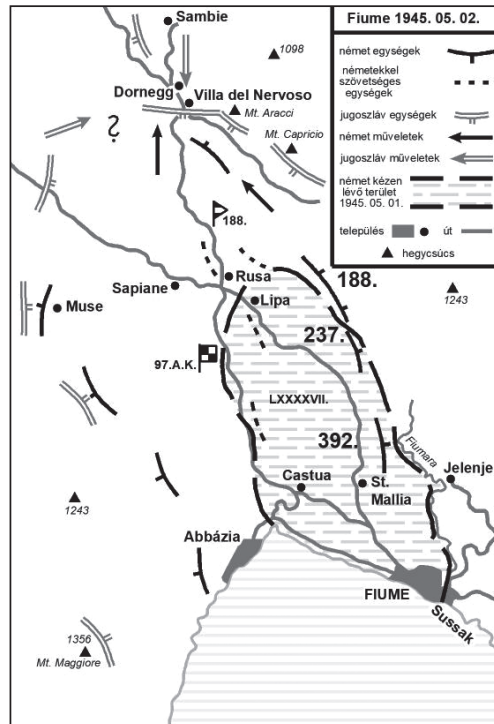 Fiume 1945. 05. 02.
német egységek
németekkel
szövetséges
egységek
jugoszláv egységek
német műveletek
jugoszláv műveletek
német kézen
lévő terület
1945. 05. 01.
település
út
hegycsúcs
Sambie
1098
Dornegg
Villa del Nervoso
Mt. Aracci
?
Mt. Capricio
188.
Rusa
188.
Sapiane
Lipa
1243
Muse
237.
97.A.K.
LXXXXVII.
392.
Fiumara
Jelenje
Castua
St.
Mallia
1243
Abbázia
FIUME
Sussak
1356
Mt. Maggiore